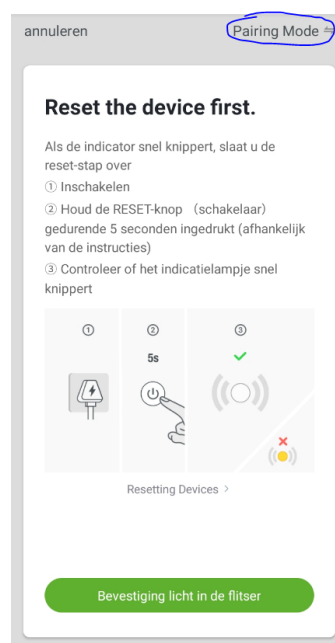 annuleren Pairing Mode
Reset the device first.
Als de indicator snel knippert, slaat u de
reset-stap over
① Inschakelen
② Houd de RESET-knop （schakelaar）
gedurende 5 seconden ingedrukt (afhankelijk
van de instructies)
③ Controleer of het indicatielampje snel
knippert
① ② ③
5s
Resetting Devices >
Bevestiging licht in de flitser